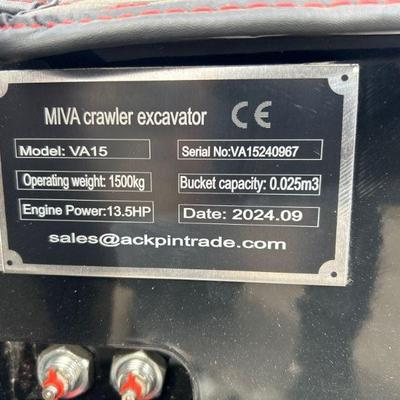 MIVA crawler excavator CE
Model: VA15 Serial No:VA15240967
Operating weight: 1500kg Bucket capacity: 0.025m3
Engine Power:13.5HP Date: 2024.09
sales@ackpintrade.com